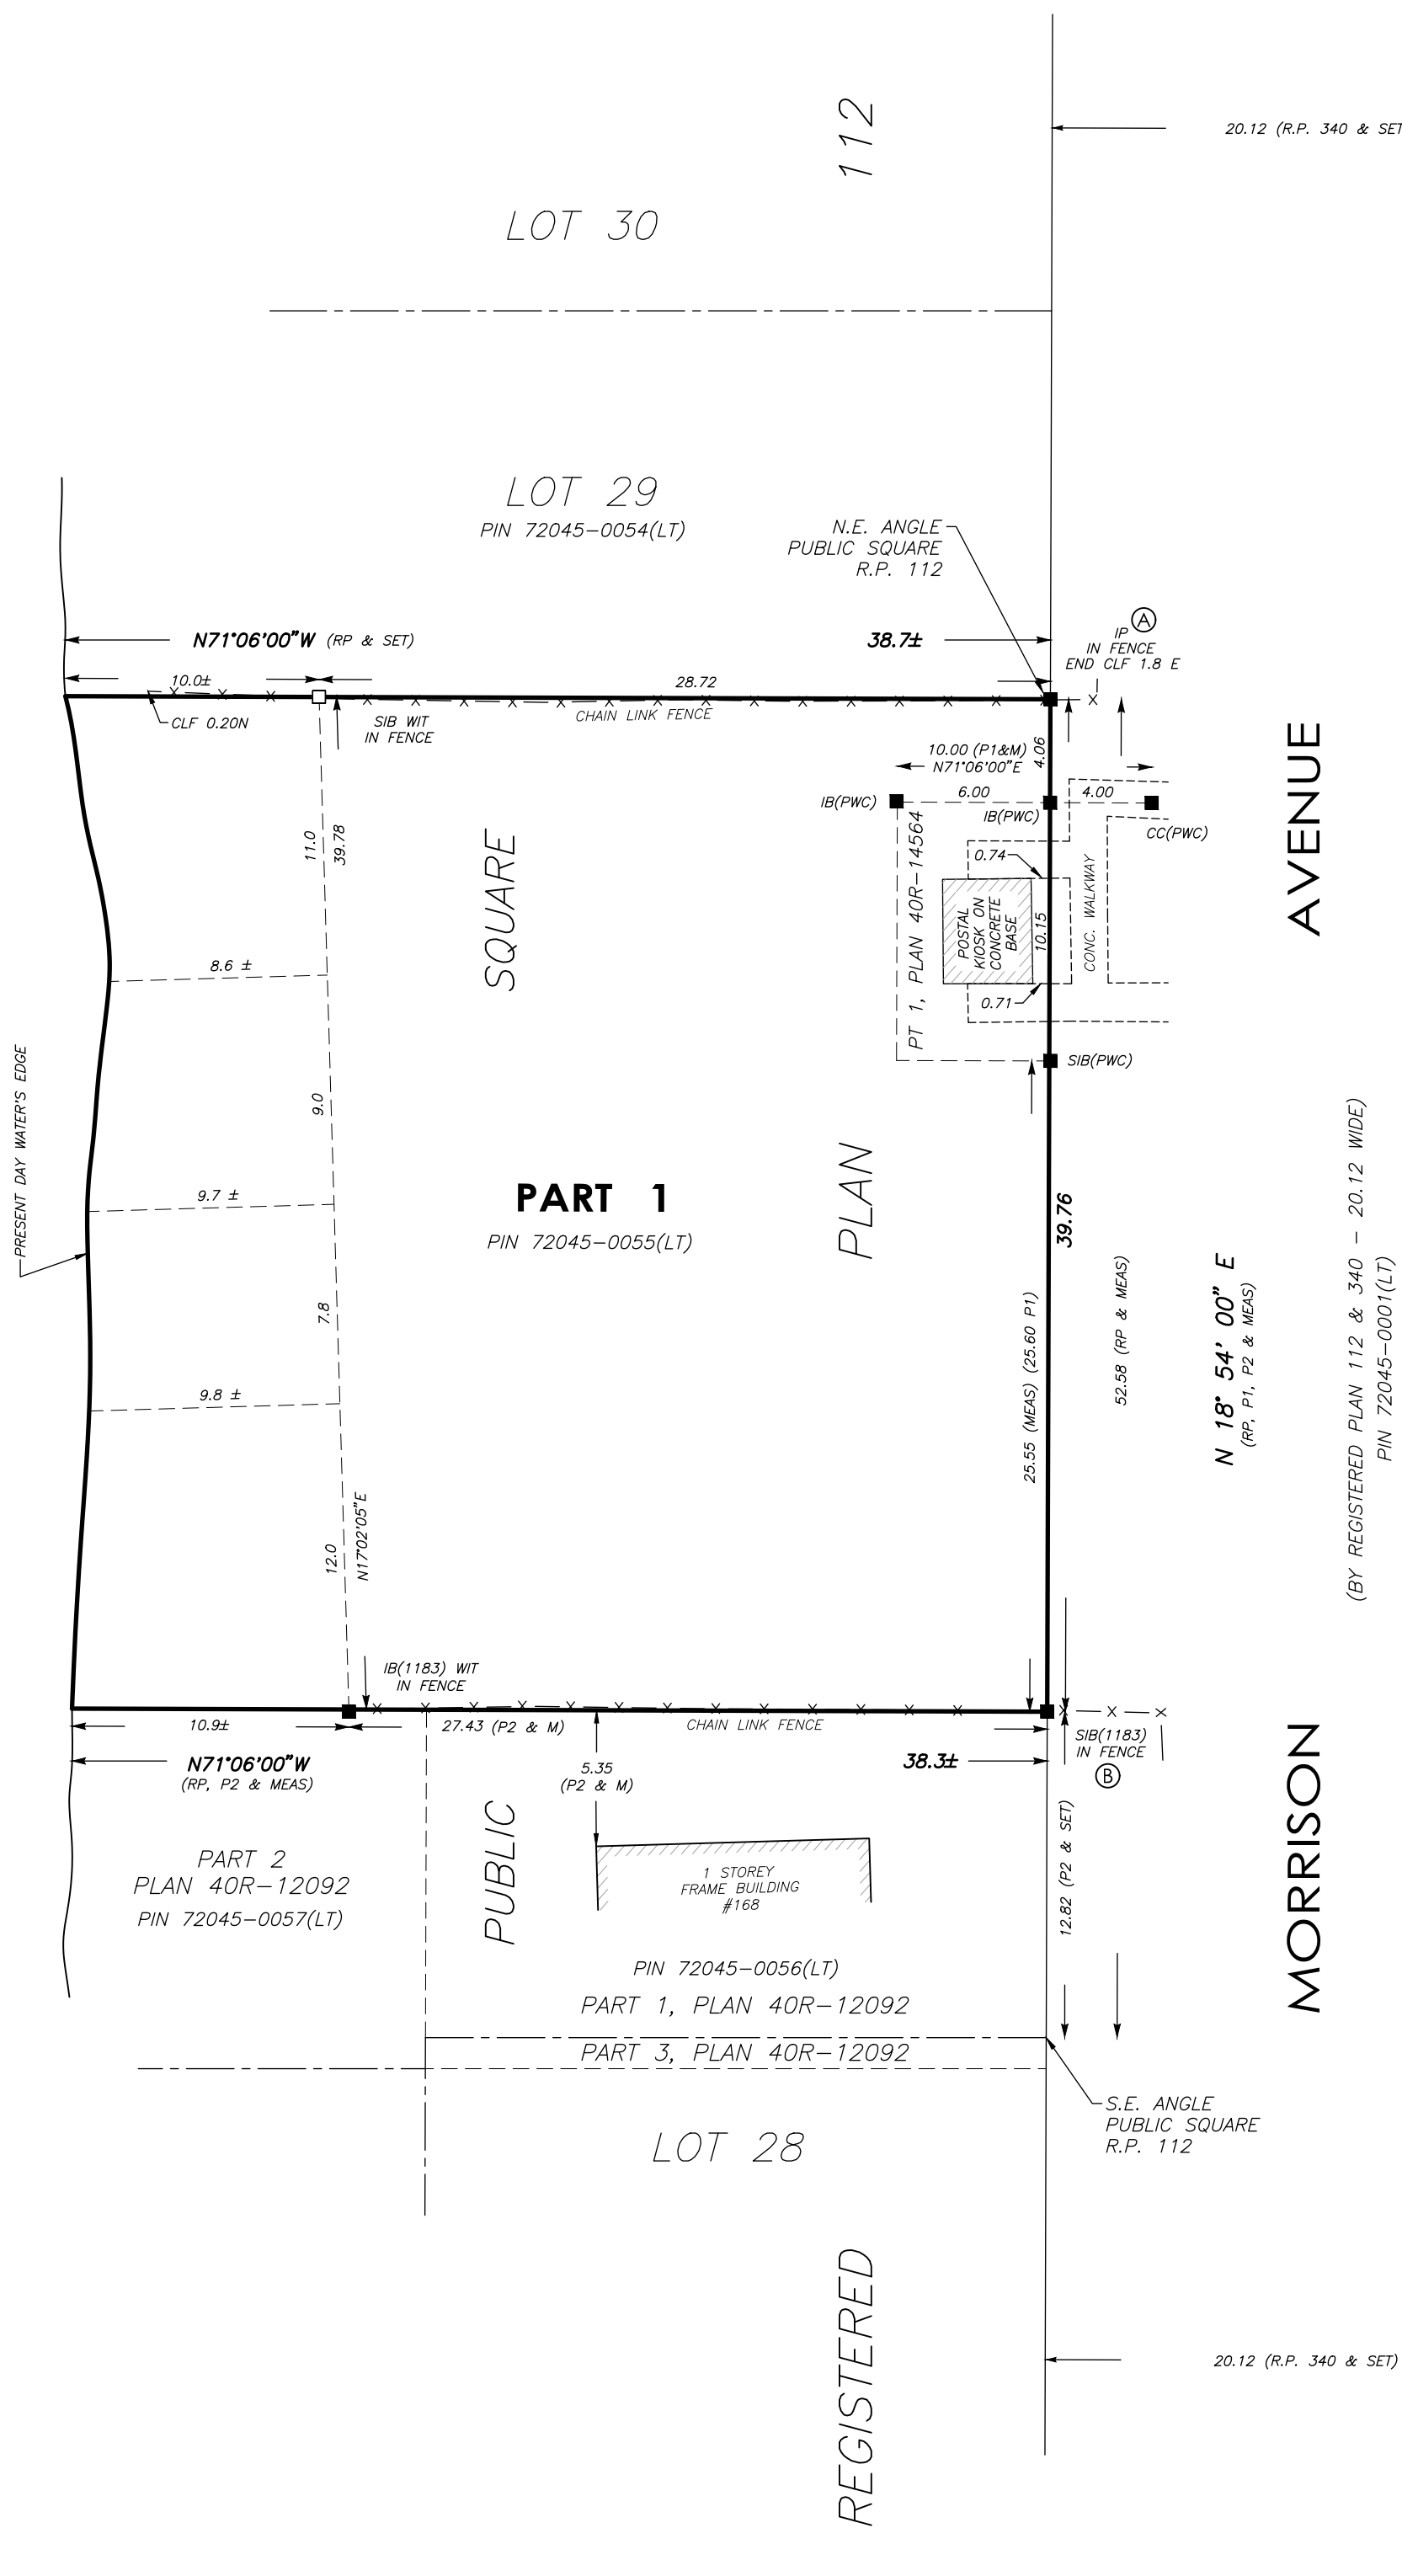 112
20.12 (R.P. 340 & SET
LOT 30
LOT 29
PIN 72045-0054(LT)
N.E. ANGLE
PUBLIC SQUARE
R.P. 112
N71°06'00"W (RP & SET)
38.7±
IP
IN FENCE
END CLF 1.8 E
A
10.0±
28.72
CLF 0.20N
SIB WIT
IN FENCE
CHAIN LINK FENCE
10.00 (P1&M)
N71°06'00"E
4.06
6.00
4.00
IB(PWC)
IB(PWC)
CC(PWC)
11.0
39.78
SQUARE
PT 1, PLAN 40R-14564
0.74
POSTAL
KIOSK ON
CONCRETE
BASE
10.15
CONC. WALKWAY
0.71
AVENUE
8.6 ±
SIB(PWC)
PRESENT DAY WATER'S EDGE
9.0
9.7 ±
PART 1
PIN 72045-0055(LT)
PLAN
39.76
7.8
25.55 (MEAS) (25.60 P1)
52.58 (RP & MEAS)
N 18° 54' 00" E
(RP, P1, P2 & MEAS)
(BY REGISTERED PLAN 112 & 340 - 20.12 WIDE)
PIN 72045-0001(LT)
9.8 ±
12.0
N17°02'05"E
IB(1183) WIT
IN FENCE
10.9±
27.43 (P2 & M)
CHAIN LINK FENCE
SIB(1183)
IN FENCE
B
N71°06'00"W
(RP, P2 & MEAS)
38.3±
5.35
(P2 & M)
12.82 (P2 & SET)
MORRISON
PUBLIC
PART 2
PLAN 40R-12092
PIN 72045-0057(LT)
1 STOREY
FRAME BUILDING
#168
PIN 72045-0056(LT)
PART 1, PLAN 40R-12092
PART 3, PLAN 40R-12092
S.E. ANGLE
PUBLIC SQUARE
R.P. 112
LOT 28
REGISTERED
20.12 (R.P. 340 & SET)